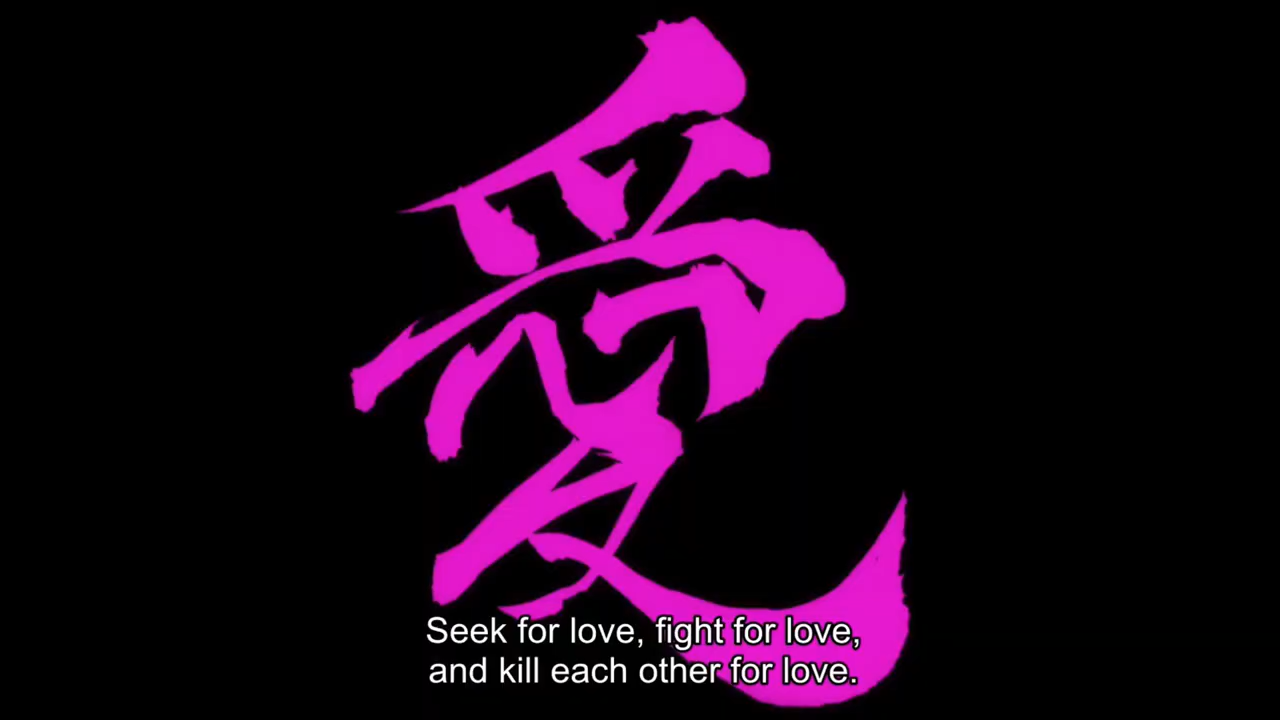 愛
Seek for love, fight for love,
and kill each other for love.